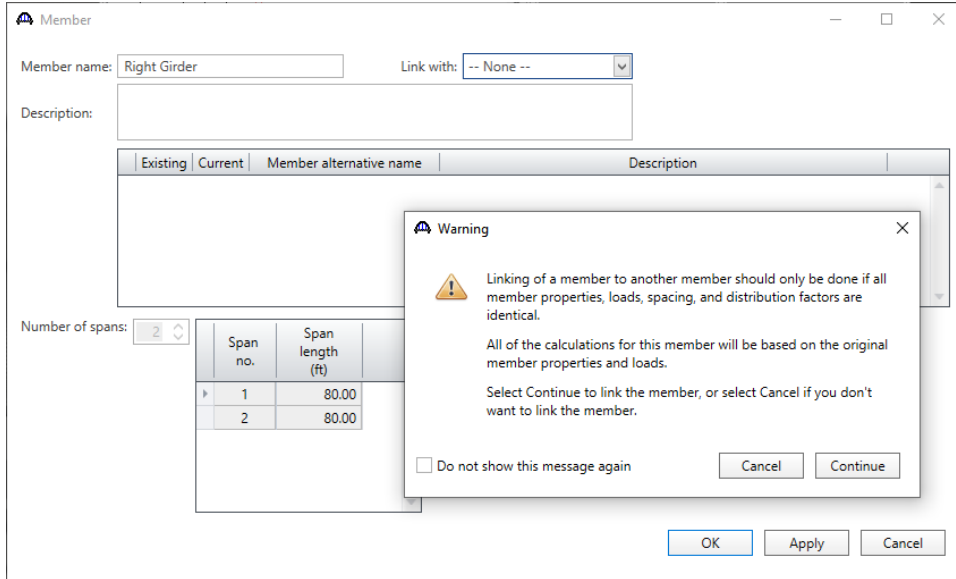 Member
Member name: Right Girder Link with: -- None --
Description:
Existing Current Member alternative name Description
Warning
Linking of a member to another member should only be done if all
member properties, loads, spacing, and distribution factors are
identical.
All of the calculations for this member will be based on the original
member properties and loads.
Select Continue to link the member, or select Cancel if you don't
want to link the member.
Do not show this message again Cancel Continue
Number of spans: 2
Span
no.
Span
length
(ft)
1 80.00
2 80.00
OK Apply Cancel